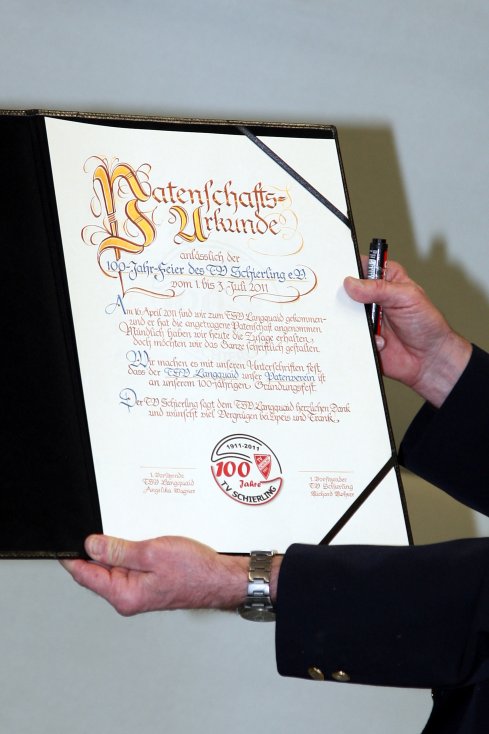 Patenschafts-
Urkunde
anlässlich der
100-Jahr-Feier des TV Schierling e.V.
vom 1. bis 3. Juli 2011
Am 10. April 2011 sind wir zum TSV Langquaid gekommen
und er hat die angetragene Patenschaft angenommen.
Mündlich haben wir heute die Zusage erhalten,
doch möchten wir das Ganze schriftlich gestalten.
Wir machen es mit unseren Unterschriften fest,
dass der TSV Langquaid unser Patenverein ist
an unserem 100-jährigen Gründungsfest.
Der TV Schierling sagt dem TSV Langquaid herzlichen Dank
und wünscht viel Vergnügen bei Speis und Trank.
1911-2011
100
Jahre
TV SCHIERLING
1. Vorsitzende
TSV Langquaid
Angelika Wagner
1. Vorsitzender
TV Schierling
Richard